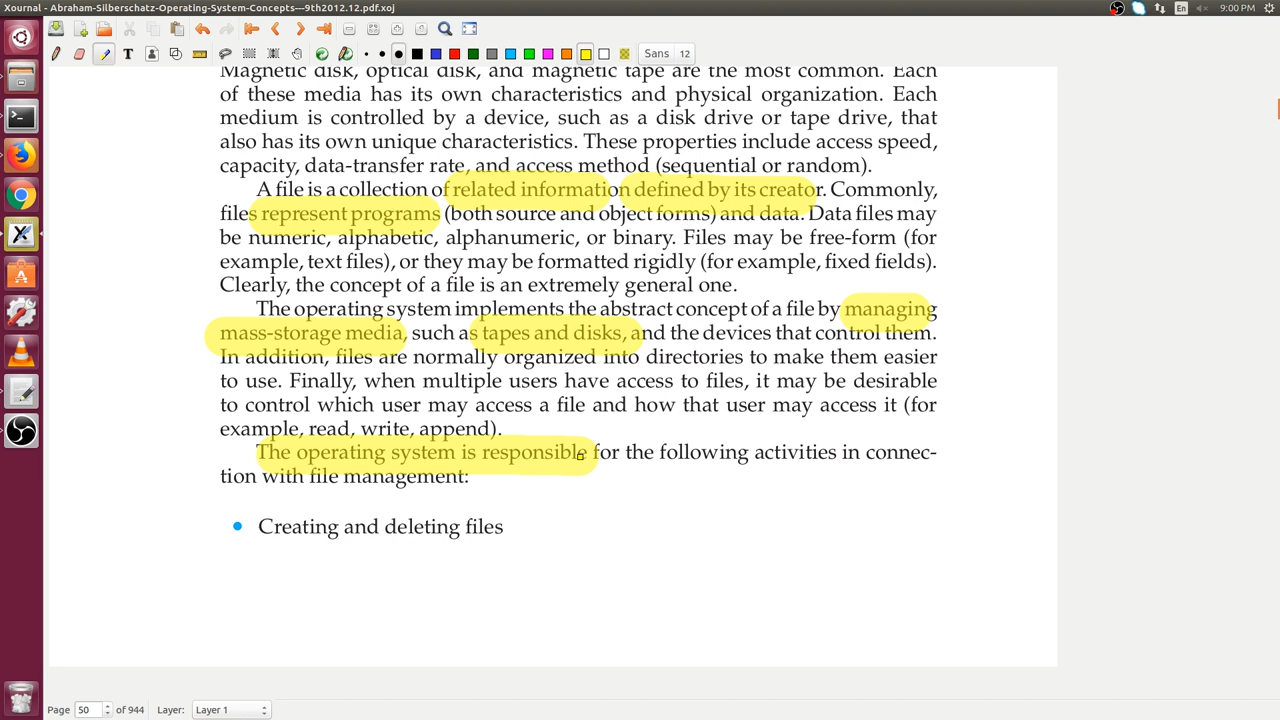 Xournal - Abraham-Silberschatz-Operating-System-Concepts---9th2012.12.pdf.xoj
En
9:00 PM
Sans 12
Magnetic disk, optical disk, and magnetic tape are the most common. Each
of these media has its own characteristics and physical organization. Each
medium is controlled by a device, such as a disk drive or tape drive, that
also has its own unique characteristics. These properties include access speed,
capacity, data-transfer rate, and access method (sequential or random).
A file is a collection of related information defined by its creator. Commonly,
files represent programs (both source and object forms) and data. Data files may
be numeric, alphabetic, alphanumeric, or binary. Files may be free-form (for
example, text files), or they may be formatted rigidly (for example, fixed fields).
Clearly, the concept of a file is an extremely general one.
The operating system implements the abstract concept of a file by managing
mass-storage media, such as tapes and disks, and the devices that control them.
In addition, files are normally organized into directories to make them easier
to use. Finally, when multiple users have access to files, it may be desirable
to control which user may access a file and how that user may access it (for
example, read, write, append).
The operating system is responsible for the following activities in connec-
tion with file management:
• Creating and deleting files
Page 50 of 944 Layer: Layer 1